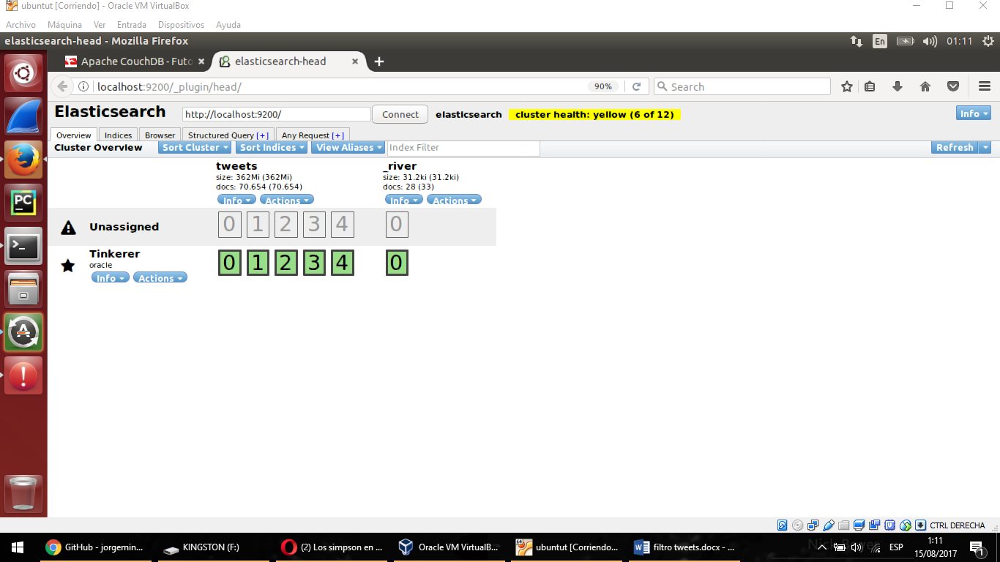 ubuntut [Corriendo] - Oracle VM VirtualBox
Archivo Máquina Ver Entrada Dispositivos Ayuda
elasticsearch-head - Mozilla Firefox En 01:11
Apache CouchDB - Futo elasticsearch-head
localhost:9200/_plugin/head/ 90% Search
Elasticsearch http://localhost:9200/ Connect elasticsearch cluster health: yellow (6 of 12) Info
Overview Indices Browser Structured Query [+] Any Request [+]
Cluster Overview Sort Cluster Sort Indices View Aliases Index Filter Refresh
tweets _river
size: 362Mi (362Mi) size: 31.2ki (31.2ki)
docs: 70.654 (70.654) docs: 28 (33)
Info Actions Info Actions
Unassigned 0 1 2 3 4 0
Tinkerer 0 1 2 3 4 0
oracle
Info Actions
PC
CTRL DERECHA
GitHub - jorgemin... KINGSTON (F:) (2) Los simpson en ... Oracle VM VirtualB... ubuntut [Corriendo... filtro tweets.docx - ... ESP 1:11
15/08/2017 1